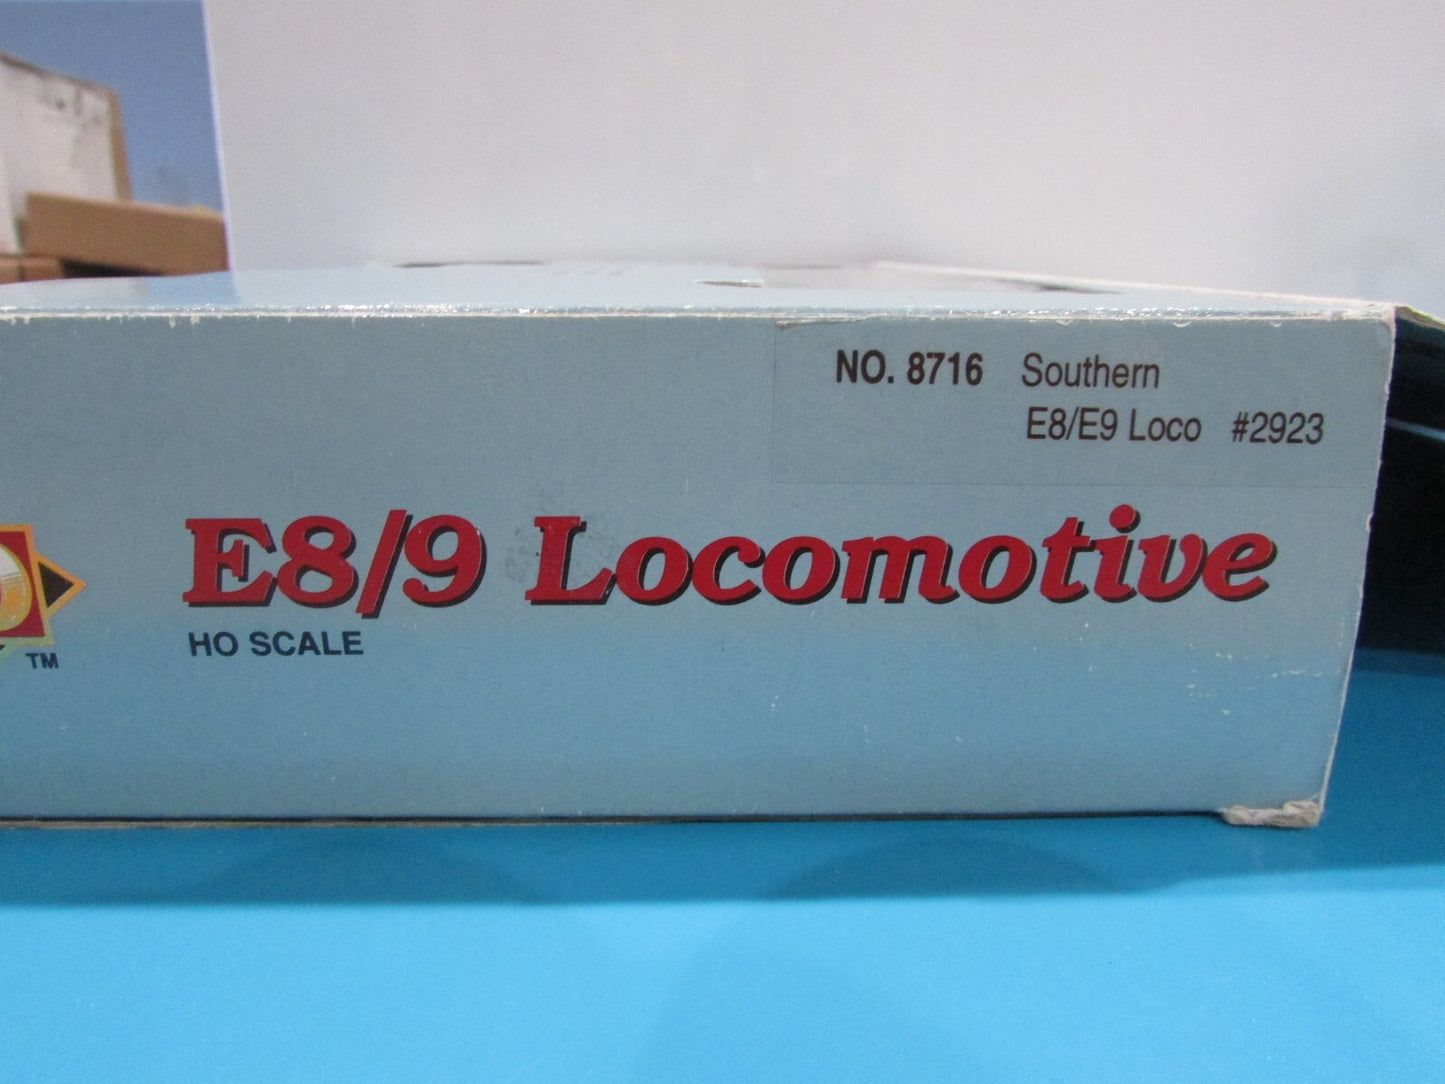 NO. 8716 Southern
E8/E9 Loco #2923
E8/9 Locomotive
HO SCALE
TM